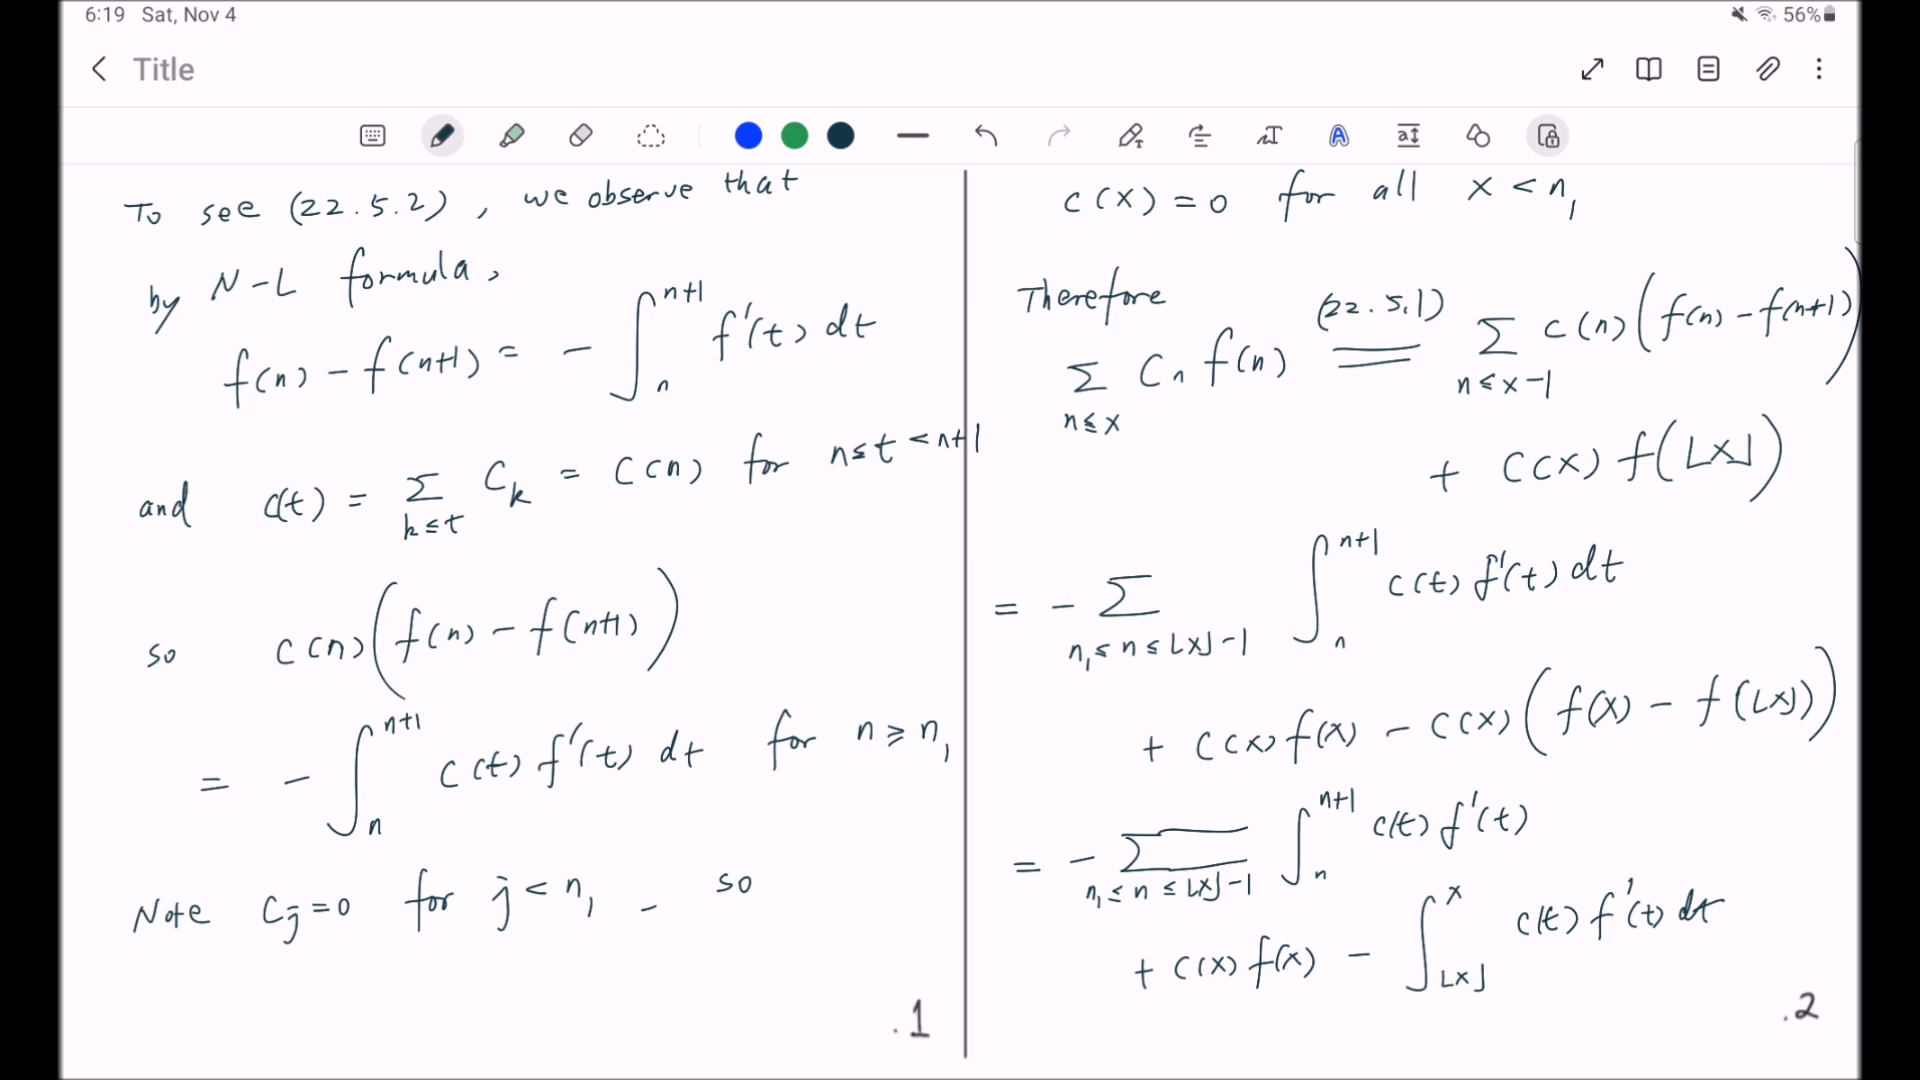 6:19 Sat, Nov 4
56%
Title
To see (22.5.2), we observe that
by N-L formula,
f(n) - f(n+1) = - ∫_n^{n+1} f'(t) dt
and C(t) = Σ_{k≤t} C_k = C(n) for n≤t<n+1
so C(n)(f(n) - f(n+1))
= - ∫_n^{n+1} C(t) f'(t) dt for n ≥ n_1
Note C_j = 0 for j < n_1 - so
.1
C(X) = 0 for all X < n_1
Therefore
Σ_{n≤X} C_n f(n) \overset{(22.5.1)}{=} Σ_{n≤X-1} C(n)(f(n) - f(n+1))
+ C(X) f(⌊X⌋)
= - Σ_{n_1≤n≤⌊X⌋-1} ∫_n^{n+1} C(t) f'(t) dt
+ C(X) f(X) - C(X)(f(X) - f(⌊X⌋))
= - Σ_{n_1≤n≤⌊X⌋-1} ∫_n^{n+1} C(t) f'(t)
+ C(X) f(X) - ∫_{⌊X⌋}^X C(t) f'(t) dt
.2